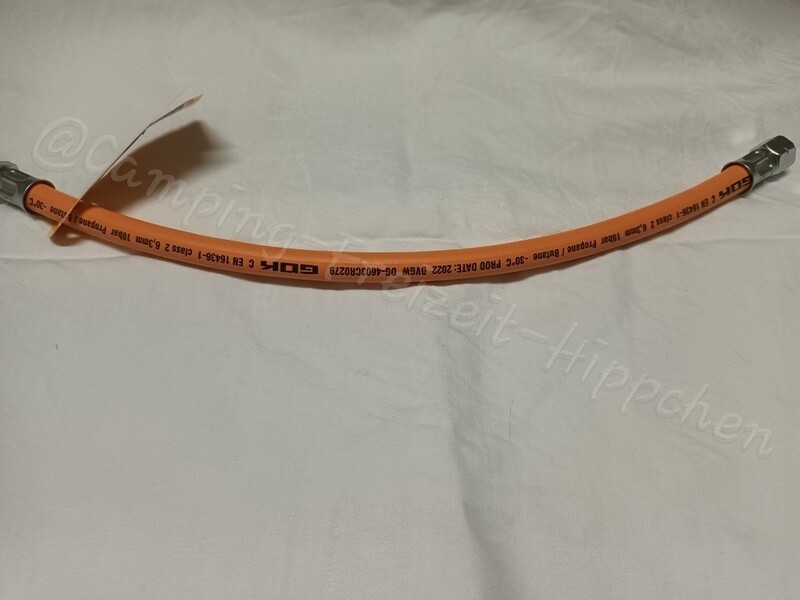 @Camping-Freizeit-Hippchen
GOK C EN 16436-1 class 2 6,3mm 10bar Propane / Butane -30°C PROD DATE: 2022 DVGW DG-4603CR0279 GOK C EN 16436-1 class 2 6,3mm 10bar Propane / Butane -30°C